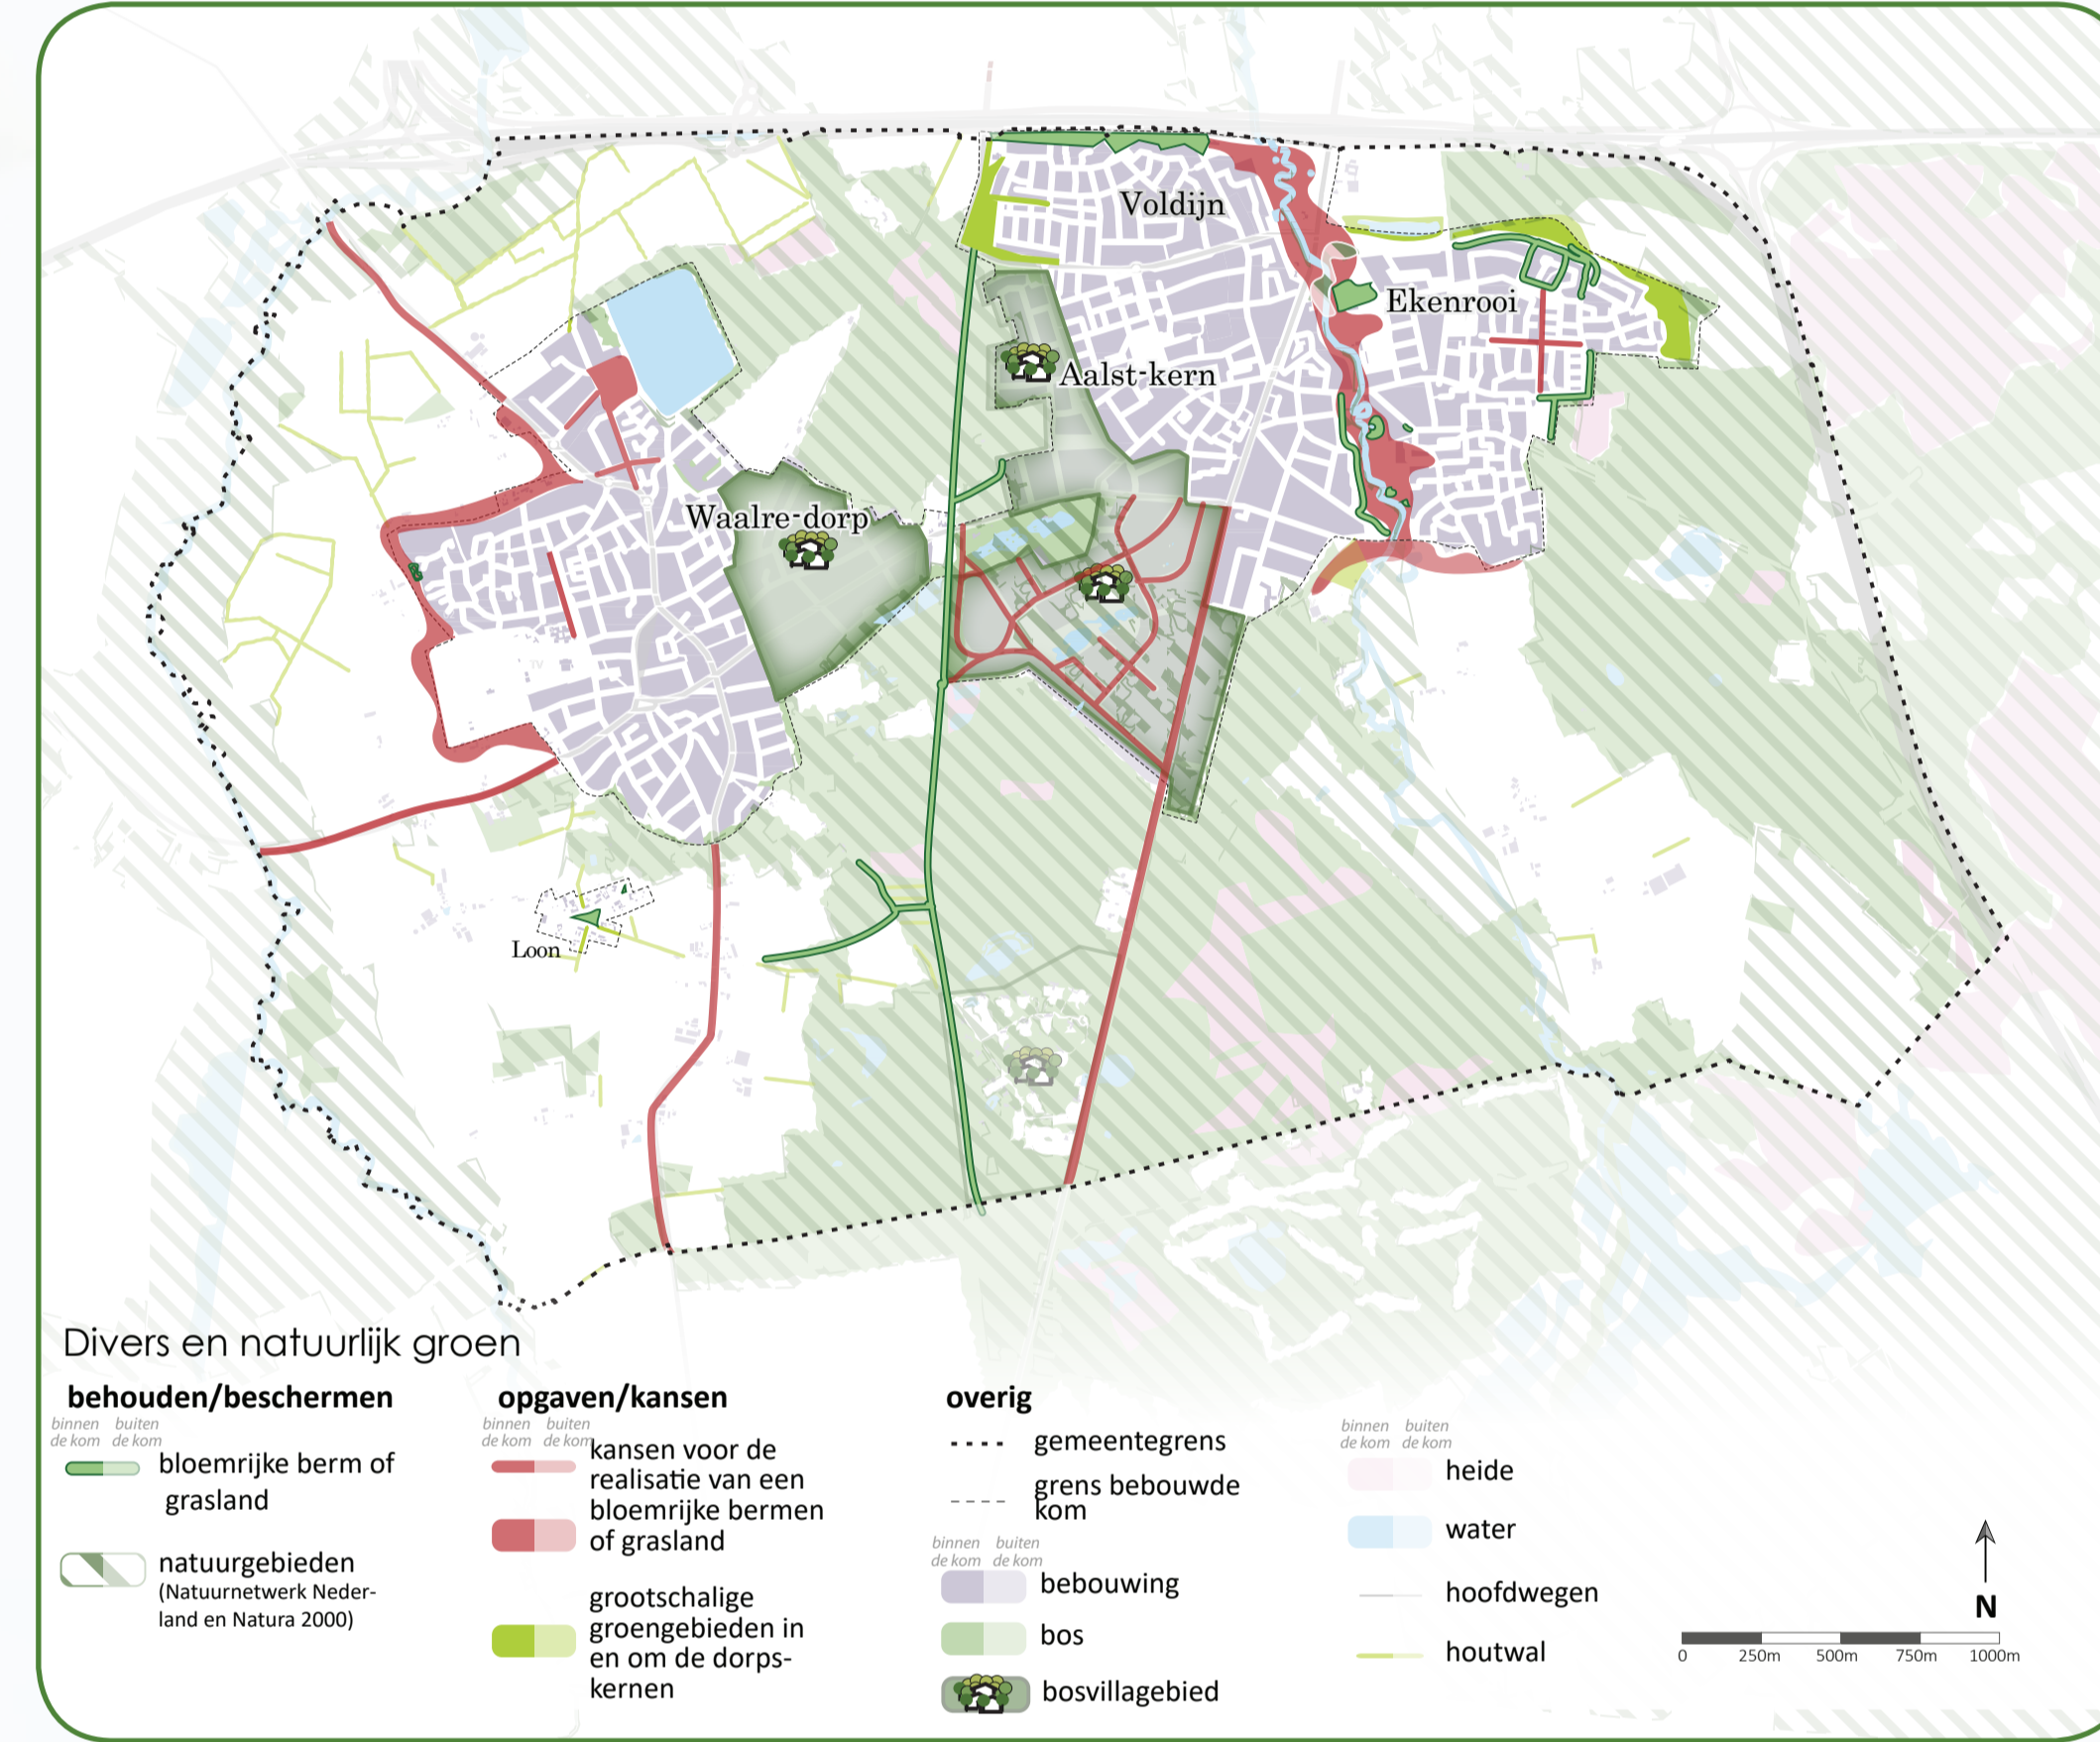 Voldijn
Ekenrooi
Aalst-kern
Waalre-dorp
Loon
Divers en natuurlijk groen
behouden/beschermen
binnen de kom
buiten de kom
bloemrijke berm of
grasland
natuurgebieden
(Natuurnetwerk Neder-
land en Natura 2000)
opgaven/kansen
binnen de kom
buiten de kom
kansen voor de
realisatie van een
bloemrijke bermen
of grasland
grootschalige
groengebieden in
en om de dorps-
kernen
overig
gemeentegrens
grens bebouwde
kom
binnen de kom
buiten de kom
bebouwing
bos
bosvillagebied
binnen de kom
buiten de kom
heide
water
hoofdwegen
houtwal
N
0 250m 500m 750m 1000m